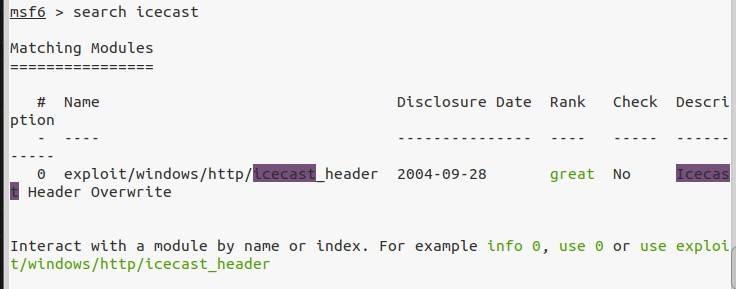 msf6 > search icecast
Matching Modules
================
#  Name                                 Disclosure Date  Rank   Check  Descri
ption
-  ----                                 ---------------  ----   -----  ------
-----
0  exploit/windows/http/icecast_header  2004-09-28       great  No     Icecas
t Header Overwrite
Interact with a module by name or index. For example info 0, use 0 or use exploi
t/windows/http/icecast_header